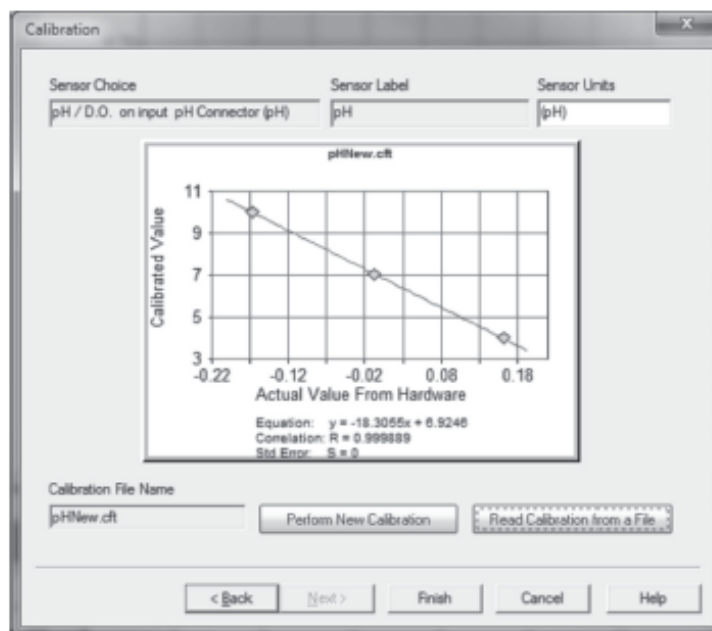 Calibration
Sensor Choice Sensor Label Sensor Units
pH / D.O. on input pH Connector (pH) pH (pH)
pHNew.cft
11
9
7
5
3
Calibrated Value
-0.22 -0.12 -0.02 0.08 0.18
Actual Value From Hardware
Equation: y = -18.3055x + 6.9246
Correlation: R = 0.999889
Std Error: S = 0
Calibration File Name
pHNew.cft Perform New Calibration Read Calibration from a File
< Back Next > Finish Cancel Help